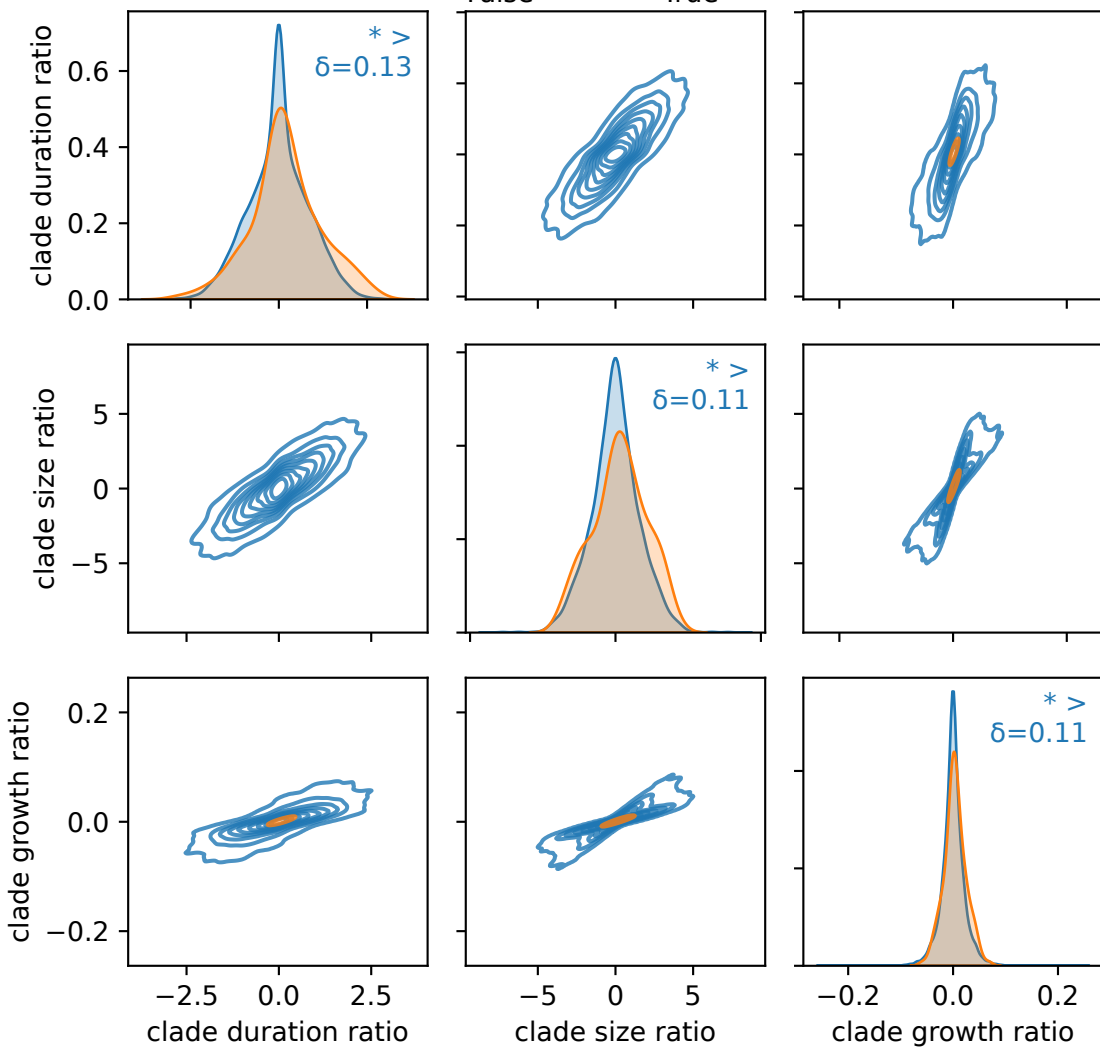 clade duration ratio
0.6
0.4
0.2
0.0
* >
δ=0.13
clade size ratio
5
0
−5
* >
δ=0.11
clade growth ratio
0.2
0.0
−0.2
* >
δ=0.11
−2.5 0.0 2.5
−5 0 5
−0.2 0.0 0.2
clade duration ratio
clade size ratio
clade growth ratio